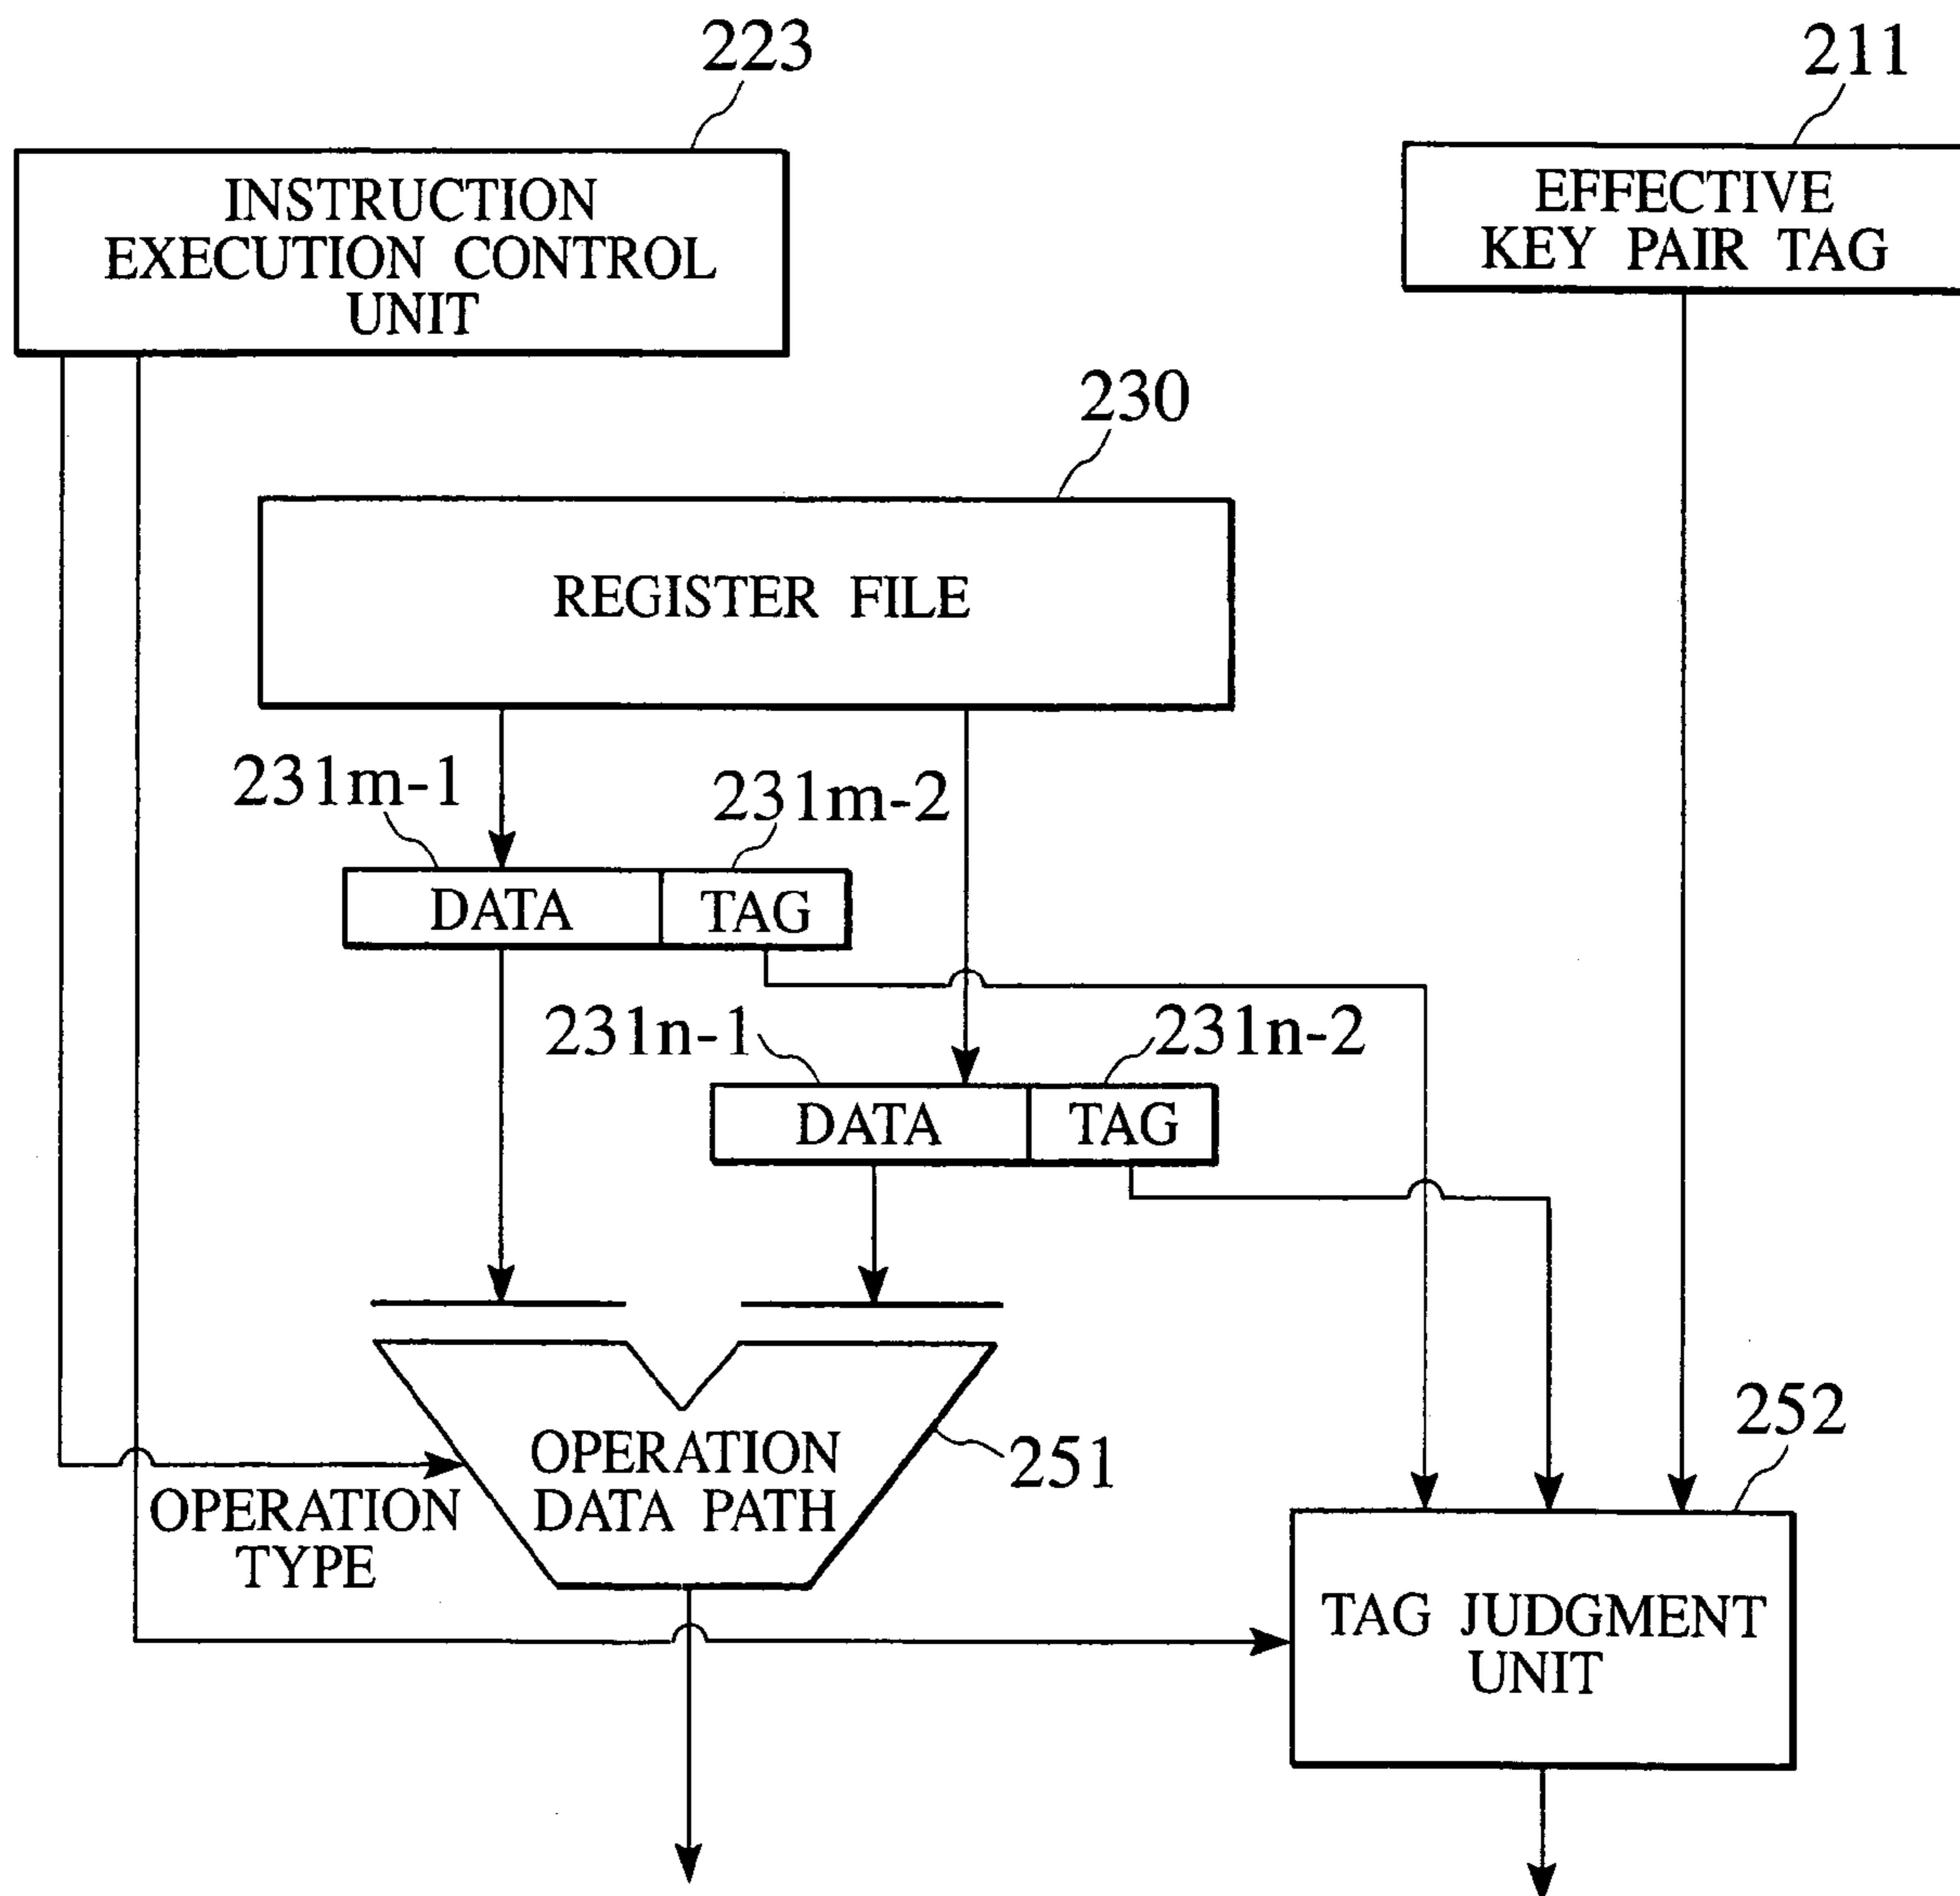 223
211
INSTRUCTION
EXECUTION CONTROL
UNIT
EFFECTIVE
KEY PAIR TAG
230
REGISTER FILE
231m-1
231m-2
DATA
TAG
231n-1
231n-2
DATA
TAG
252
OPERATION
DATA PATH
251
OPERATION
TYPE
TAG JUDGMENT
UNIT